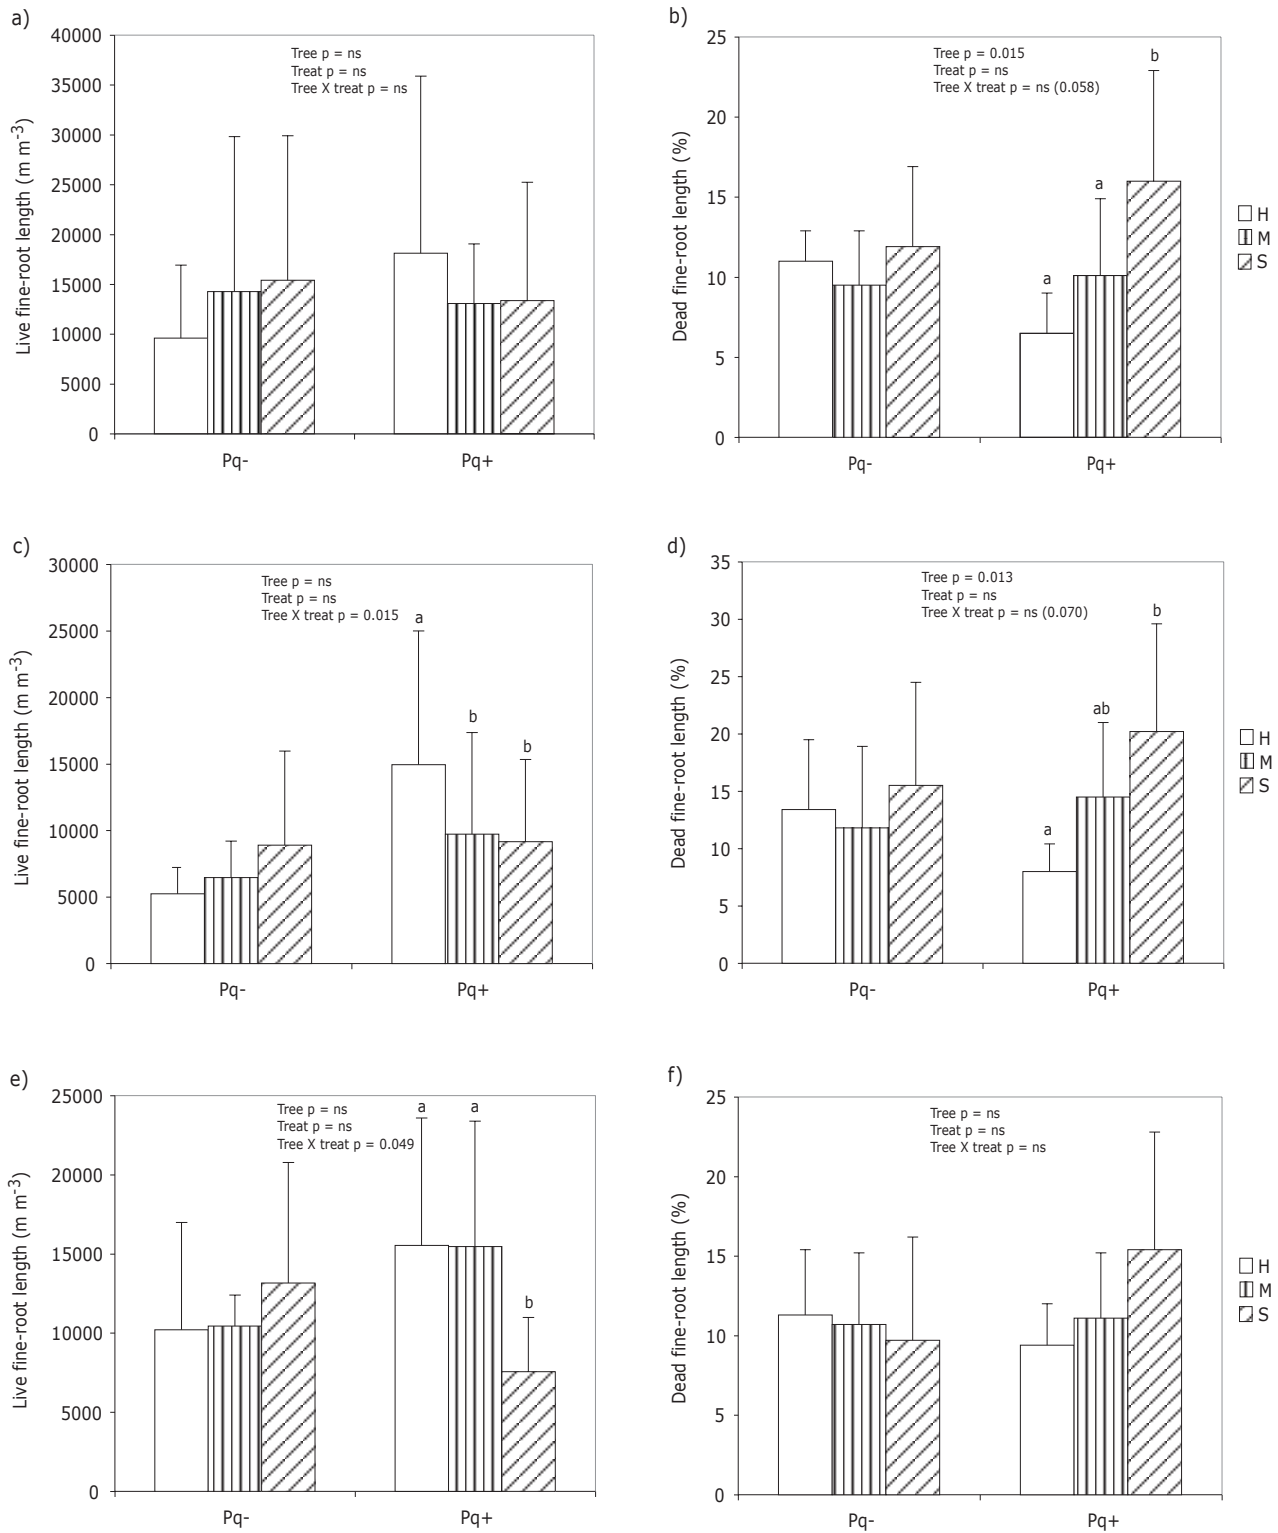 a)
40000
35000
30000
25000
20000
15000
10000
5000
0
Live fine-root length (m m-3)
Tree p = ns
Treat p = ns
Tree X treat p = ns
Pq-
Pq+
b)
25
20
15
10
5
0
Dead fine-root length (%)
Tree p = 0.015
Treat p = ns
Tree X treat p = ns (0.058)
a
a
b
Pq-
Pq+
H
M
S
c)
30000
25000
20000
15000
10000
5000
0
Live fine-root length (m m-3)
Tree p = ns
Treat p = ns
Tree X treat p = 0.015
a
b
b
Pq-
Pq+
d)
35
30
25
20
15
10
5
0
Dead fine-root length (%)
Tree p = 0.013
Treat p = ns
Tree X treat p = ns (0.070)
a
ab
b
Pq-
Pq+
H
M
S
e)
25000
20000
15000
10000
5000
0
Live fine-root length (m m-3)
Tree p = ns
Treat p = ns
Tree X treat p = 0.049
a
a
b
Pq-
Pq+
f)
25
20
15
10
5
0
Dead fine-root length (%)
Tree p = ns
Treat p = ns
Tree X treat p = ns
Pq-
Pq+
H
M
S